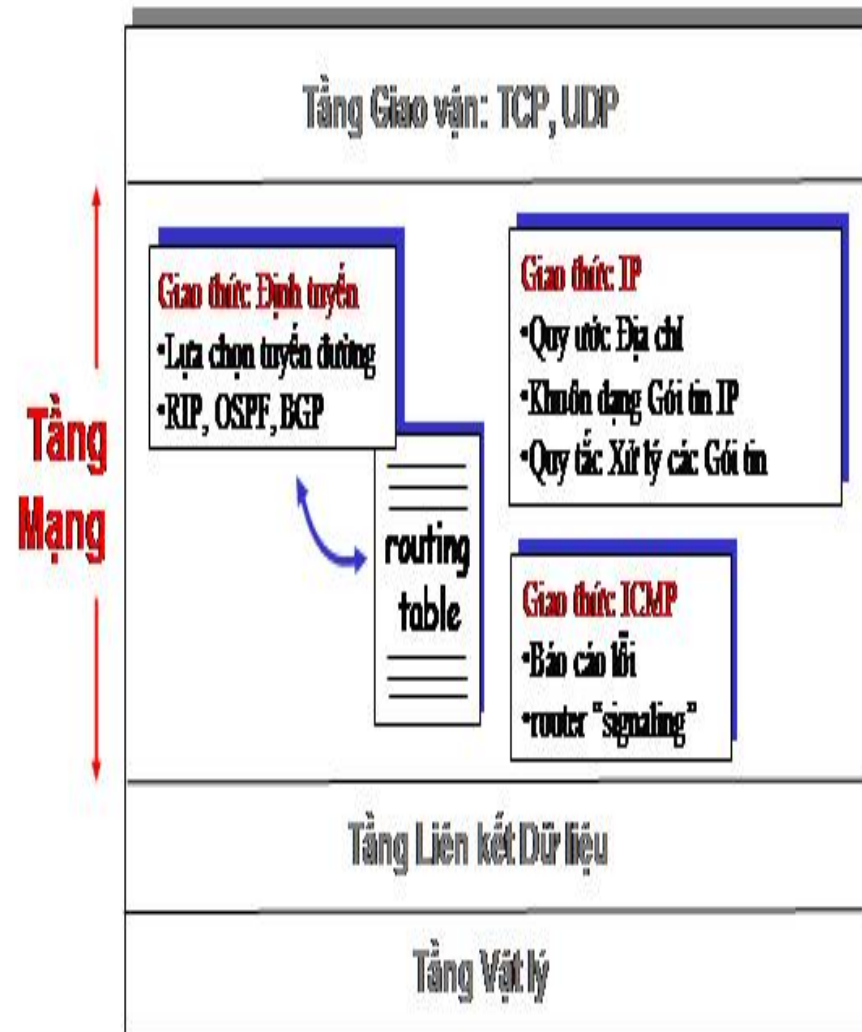 Tầng Giao vận: TCP, UDP
Tầng
Mạng
Giao thức Định tuyến
•Lựa chọn tuyến đường
•RIP, OSPF, BGP
routing
table
Giao thức IP
•Quy ước Địa chỉ
•Khuôn dạng Gói tin IP
•Quy tắc Xử lý các Gói tin
Giao thức ICMP
•Báo cáo lỗi
•router "signaling"
Tầng Liên kết Dữ liệu
Tầng Vật lý